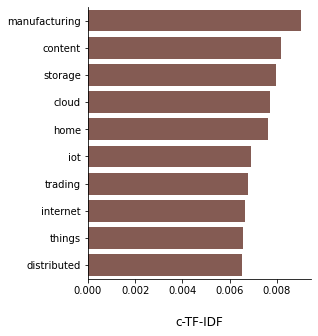 manufacturing
content
storage
cloud
home
iot
trading
internet
things
distributed
0.000 0.002 0.004 0.006 0.008
c-TF-IDF